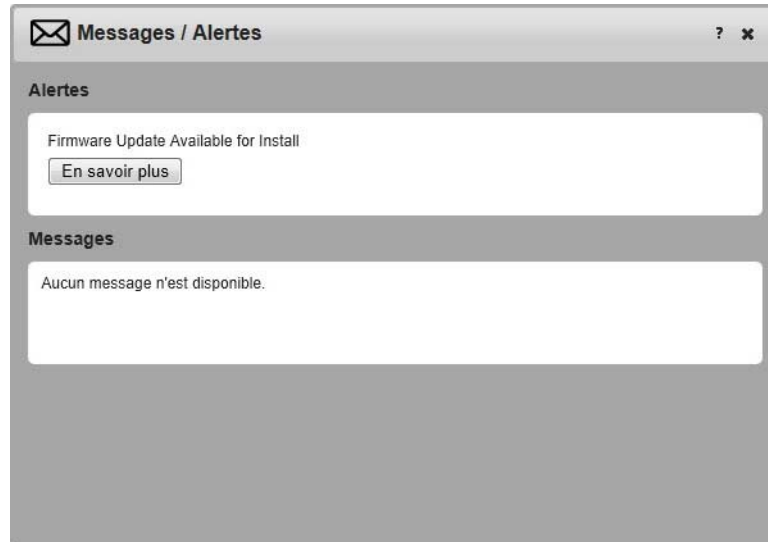 Messages / Alertes
? ✖
Alertes
Firmware Update Available for Install
En savoir plus
Messages
Aucun message n'est disponible.